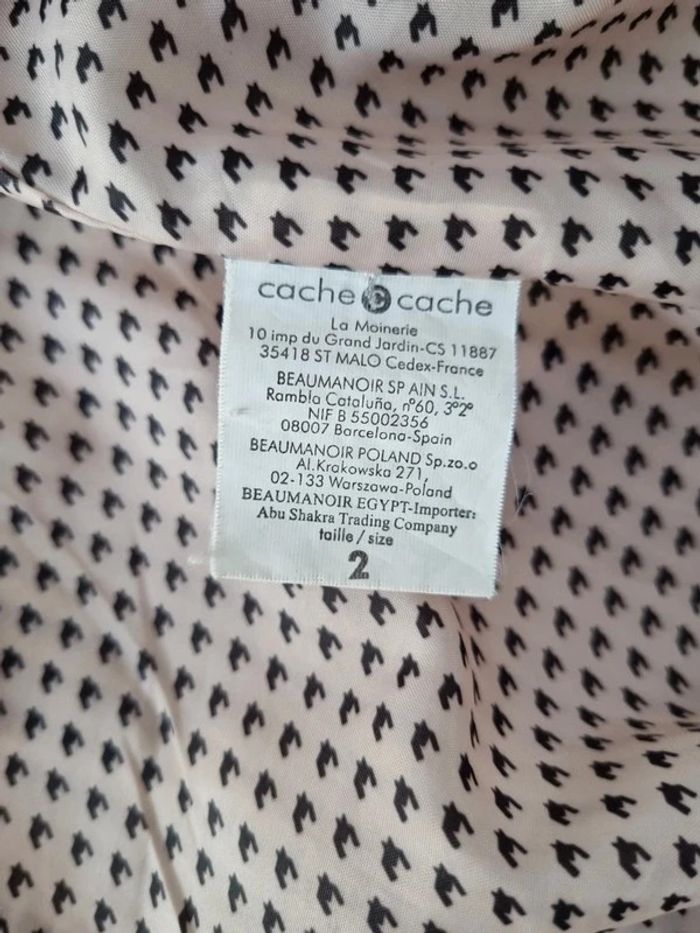 cache c cache
La Moinerie
10 imp du Grand Jardin-CS 11887
35418 ST MALO Cedex-France
BEAUMANOIR SP AIN S.L.
Rambla Cataluña, nº60, 3º2º
NIF B 55002356
08007 Barcelona-Spain
BEAUMANOIR POLAND Sp.zo.o
Al.Krakowska 271,
02-133 Warszawa-Poland
BEAUMANOIR EGYPT-Importer:
Abu Shakra Trading Company
taille / size
2